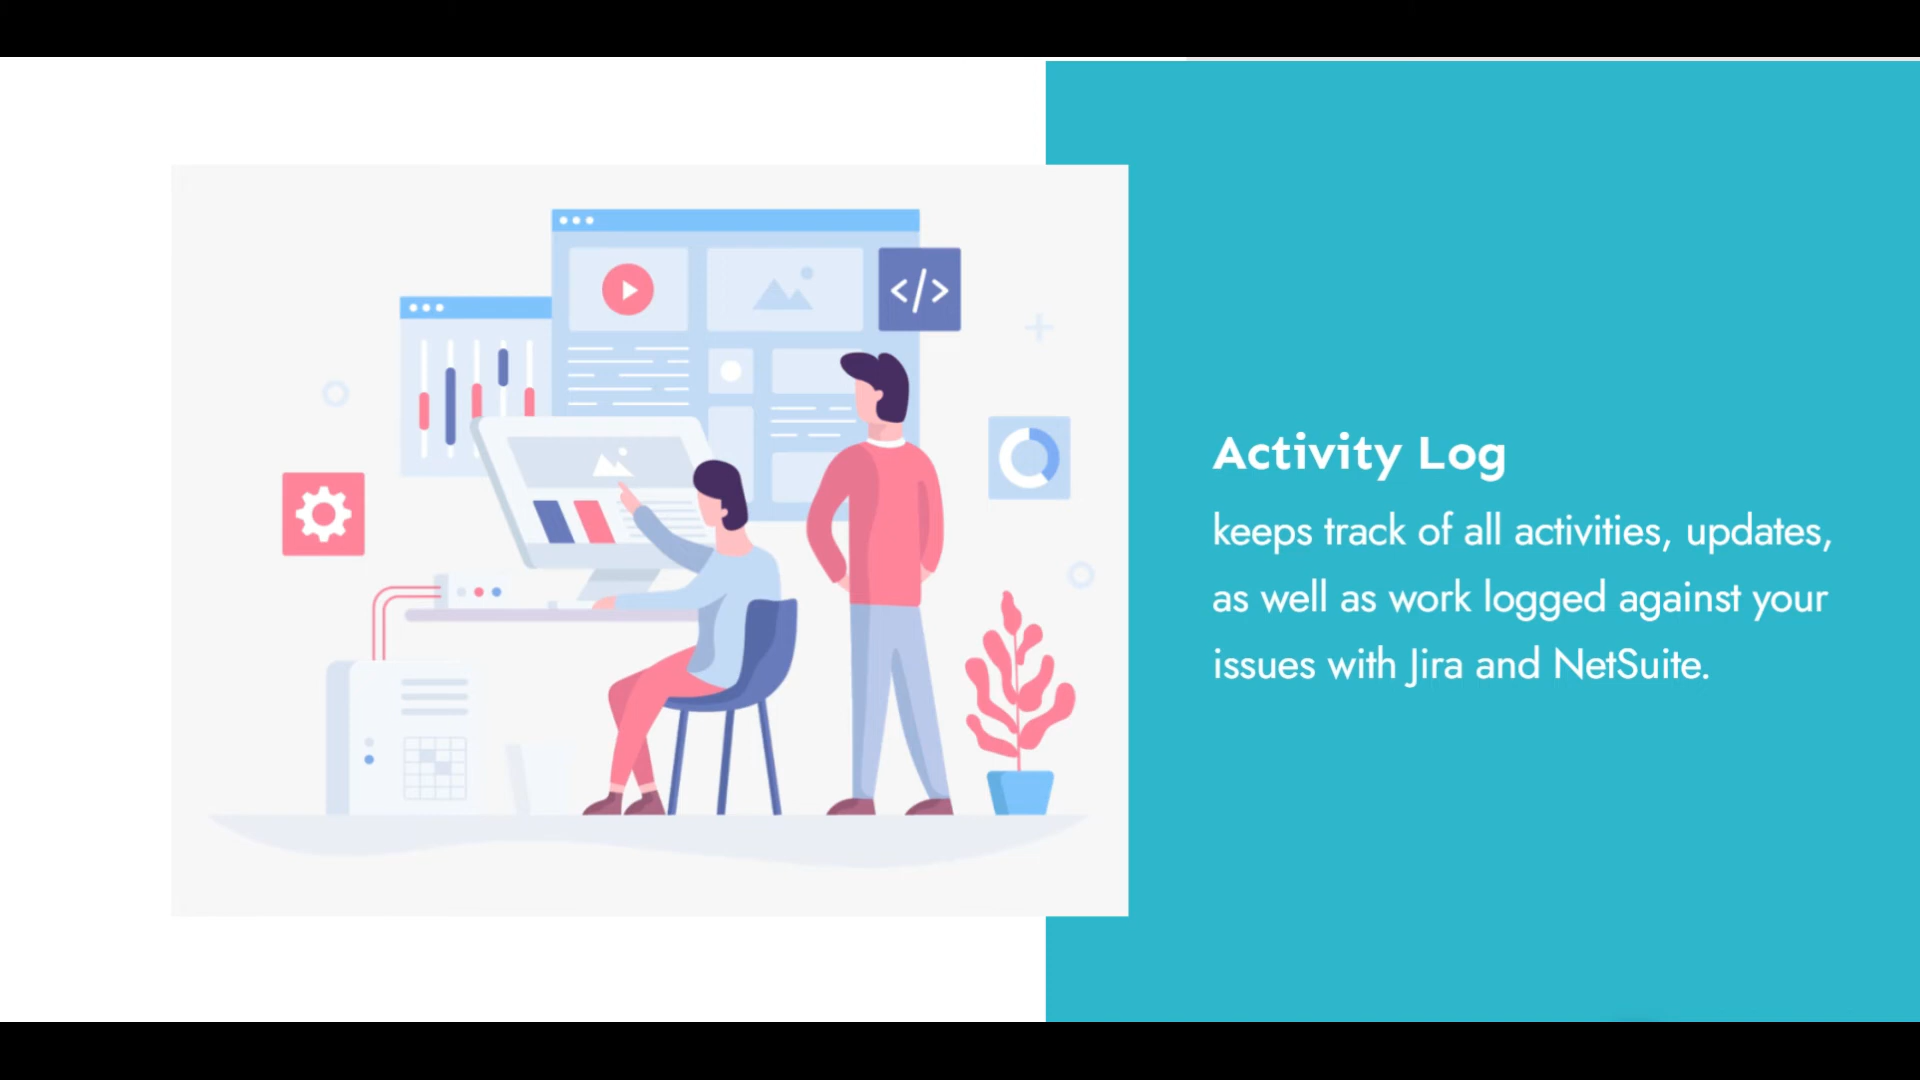 </>
Activity Log
keeps track of all activities, updates,
as well as work logged against your
issues with Jira and NetSuite.